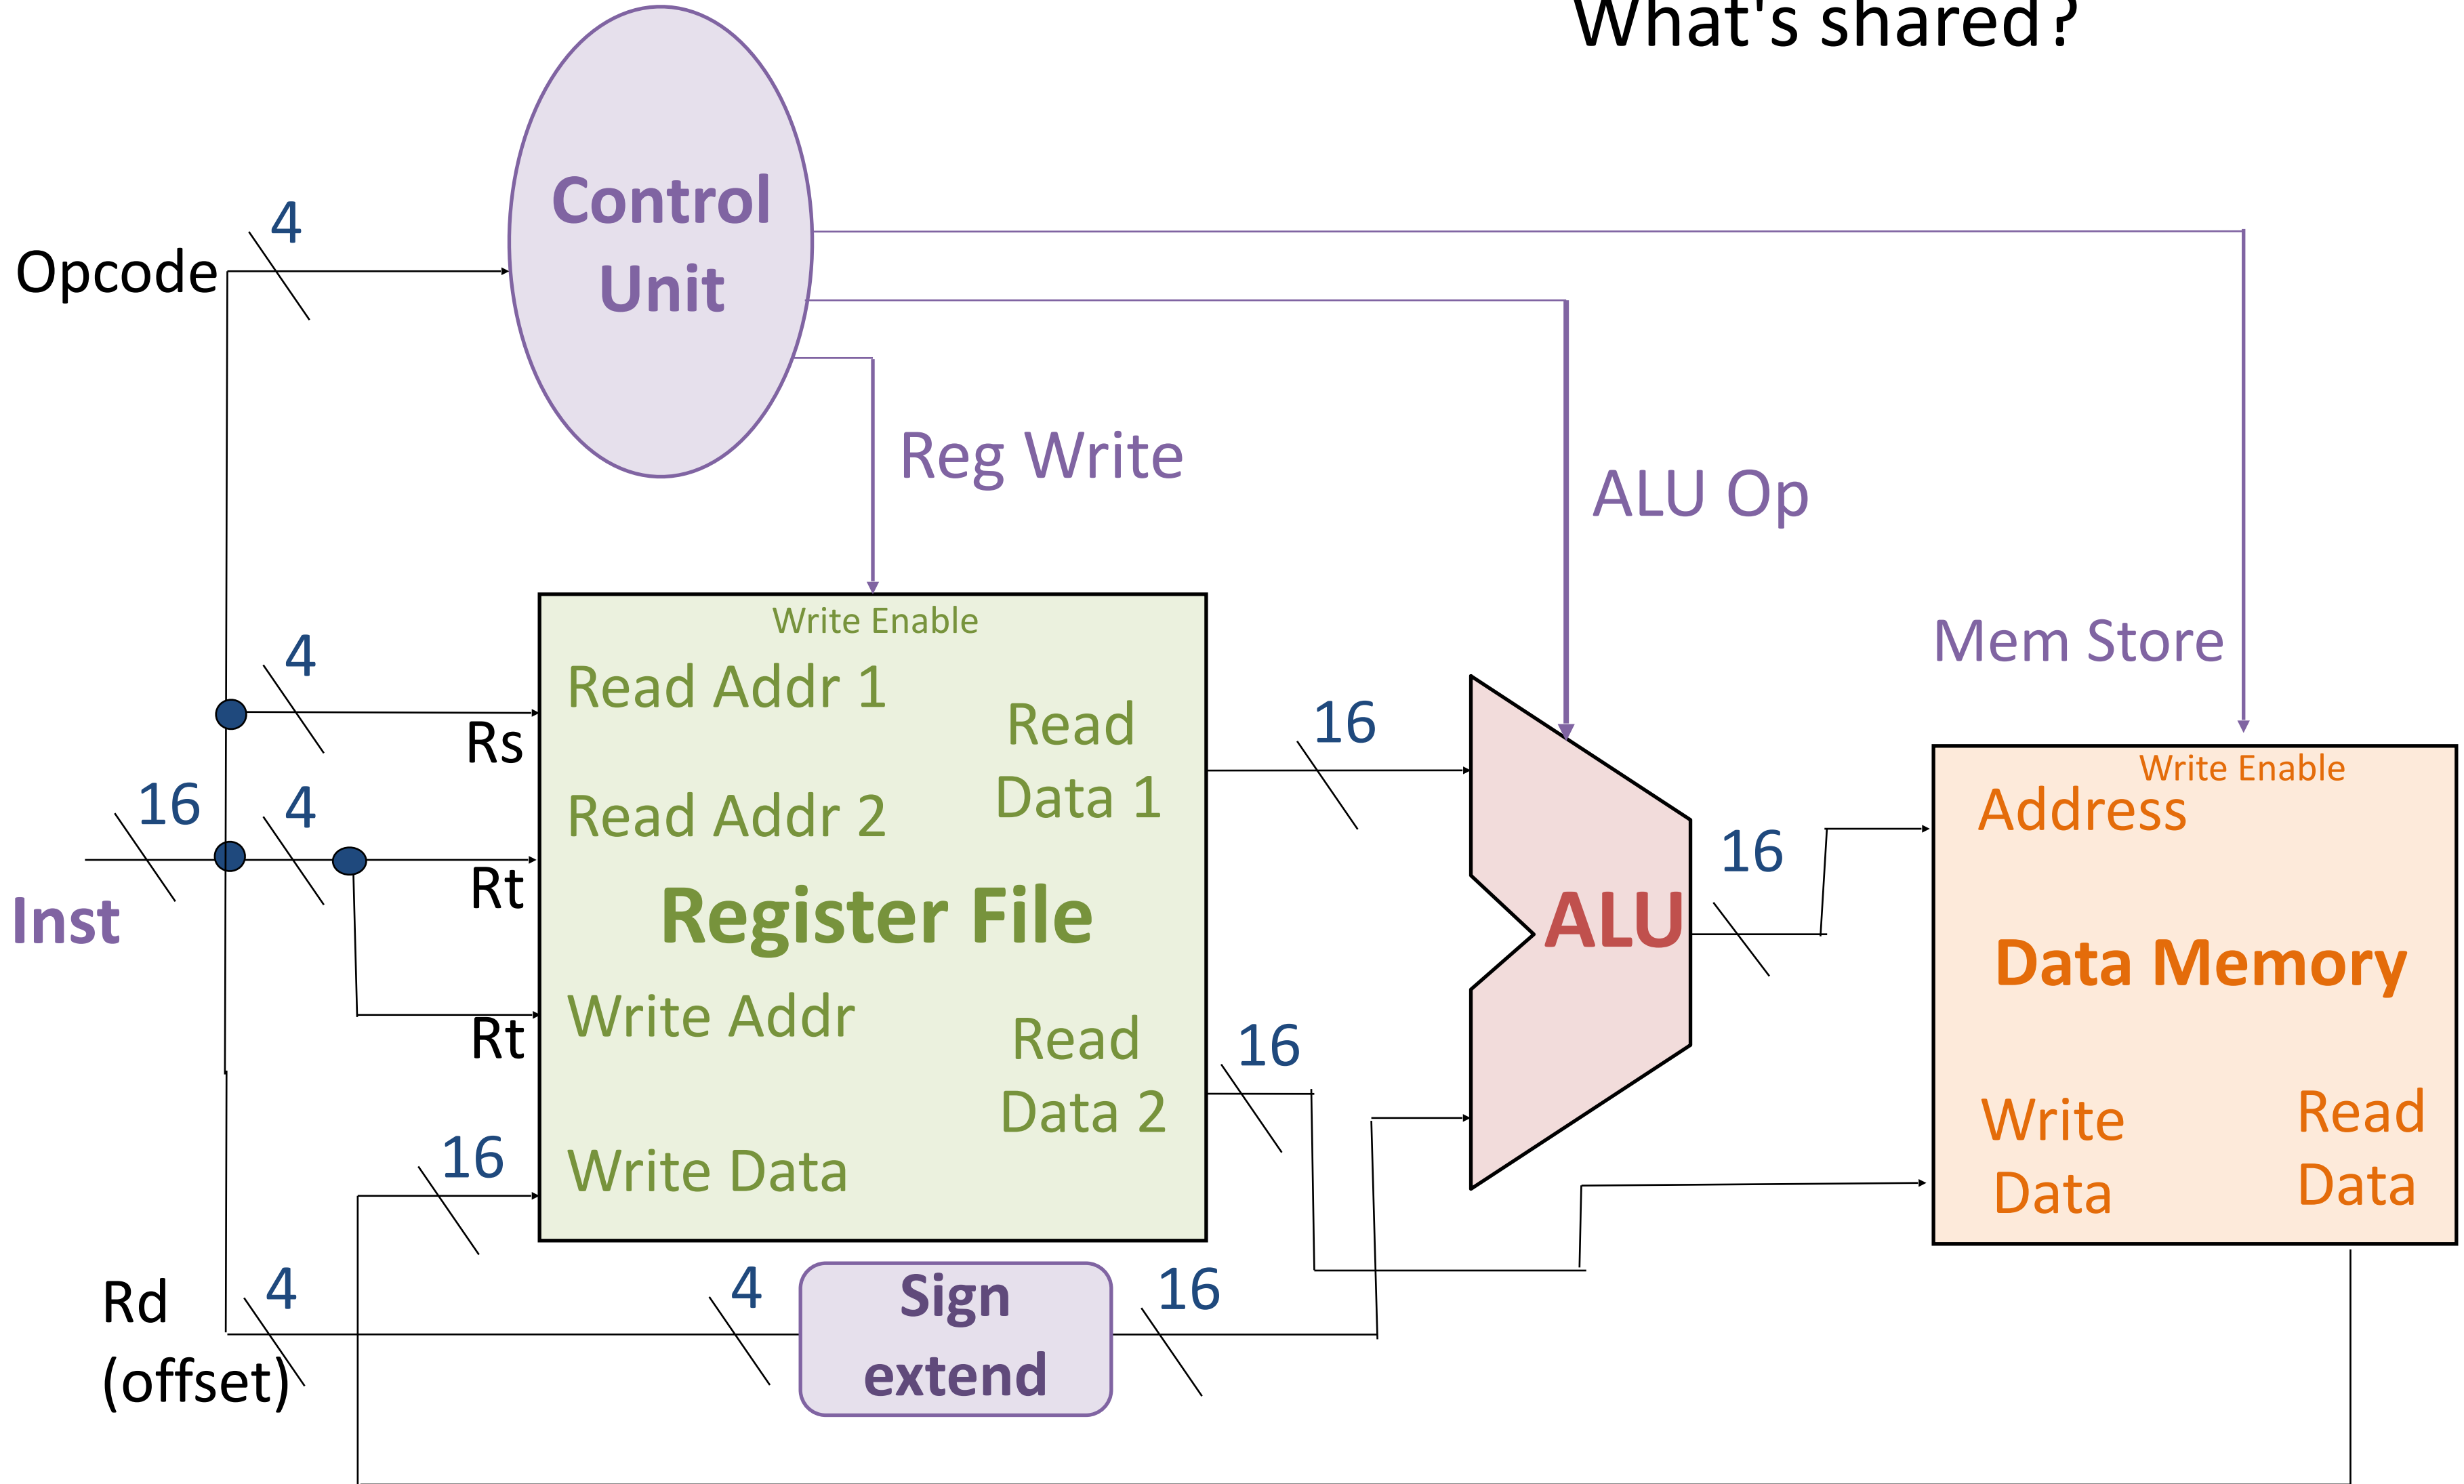 What's shared?
Control
Unit
4
Opcode
Reg Write
ALU Op
Mem Store
Write Enable
4
Read Addr 1
Rs
Read
Data 1
16
Write Enable
Address
16
4
Read Addr 2
Rt
16
Inst
Register File
ALU
Data Memory
Write Addr
Rt
Read
Data 2
16
Write
Data
Read
Data
16
Write Data
Rd
(offset)
4
4
Sign
extend
16